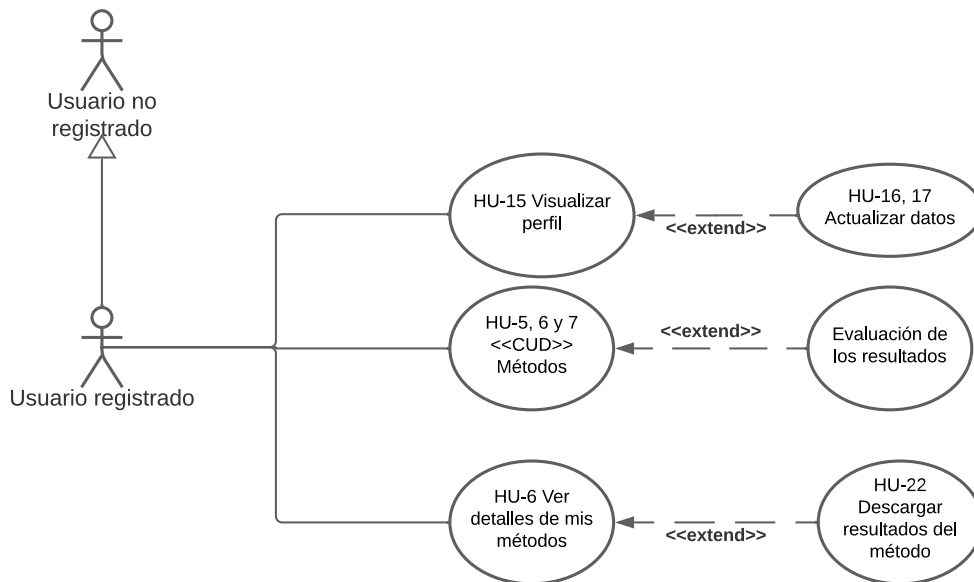 Usuario no
registrado
HU-15 Visualizar
perfil
<<extend>>
HU-16, 17
Actualizar datos
Usuario registrado
HU-5, 6 y 7
<<CUD>>
Métodos
<<extend>>
Evaluación de
los resultados
HU-6 Ver
detalles de mis
métodos
<<extend>>
HU-22
Descargar
resultados del
método